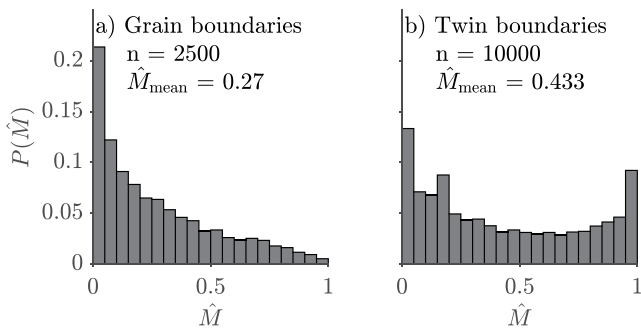 a) Grain boundaries
n = 2500
M̂mean = 0.27
P(M̂)
0.2
0.15
0.1
0.05
0
0 0.5 1
M̂
b) Twin boundaries
n = 10000
M̂mean = 0.433
0 0.5 1
M̂